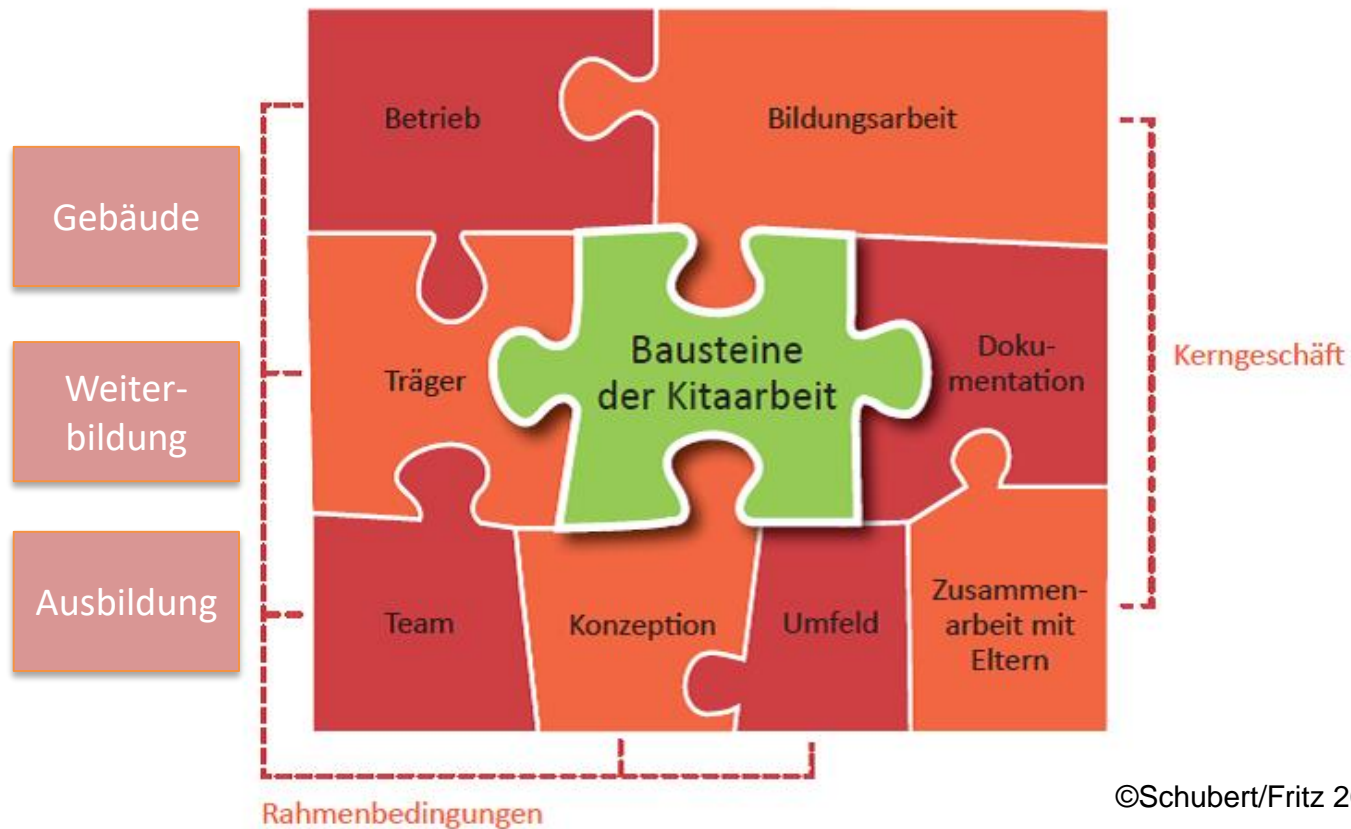 Betrieb
Bildungsarbeit
Gebäude
Weiter-
bildung
Ausbildung
Träger
Bausteine
der Kitaarbeit
Doku-
mentation
Kerngeschäft
Team
Konzeption
Umfeld
Zusammen-
arbeit mit
Eltern
Rahmenbedingungen
©Schubert/Fritz